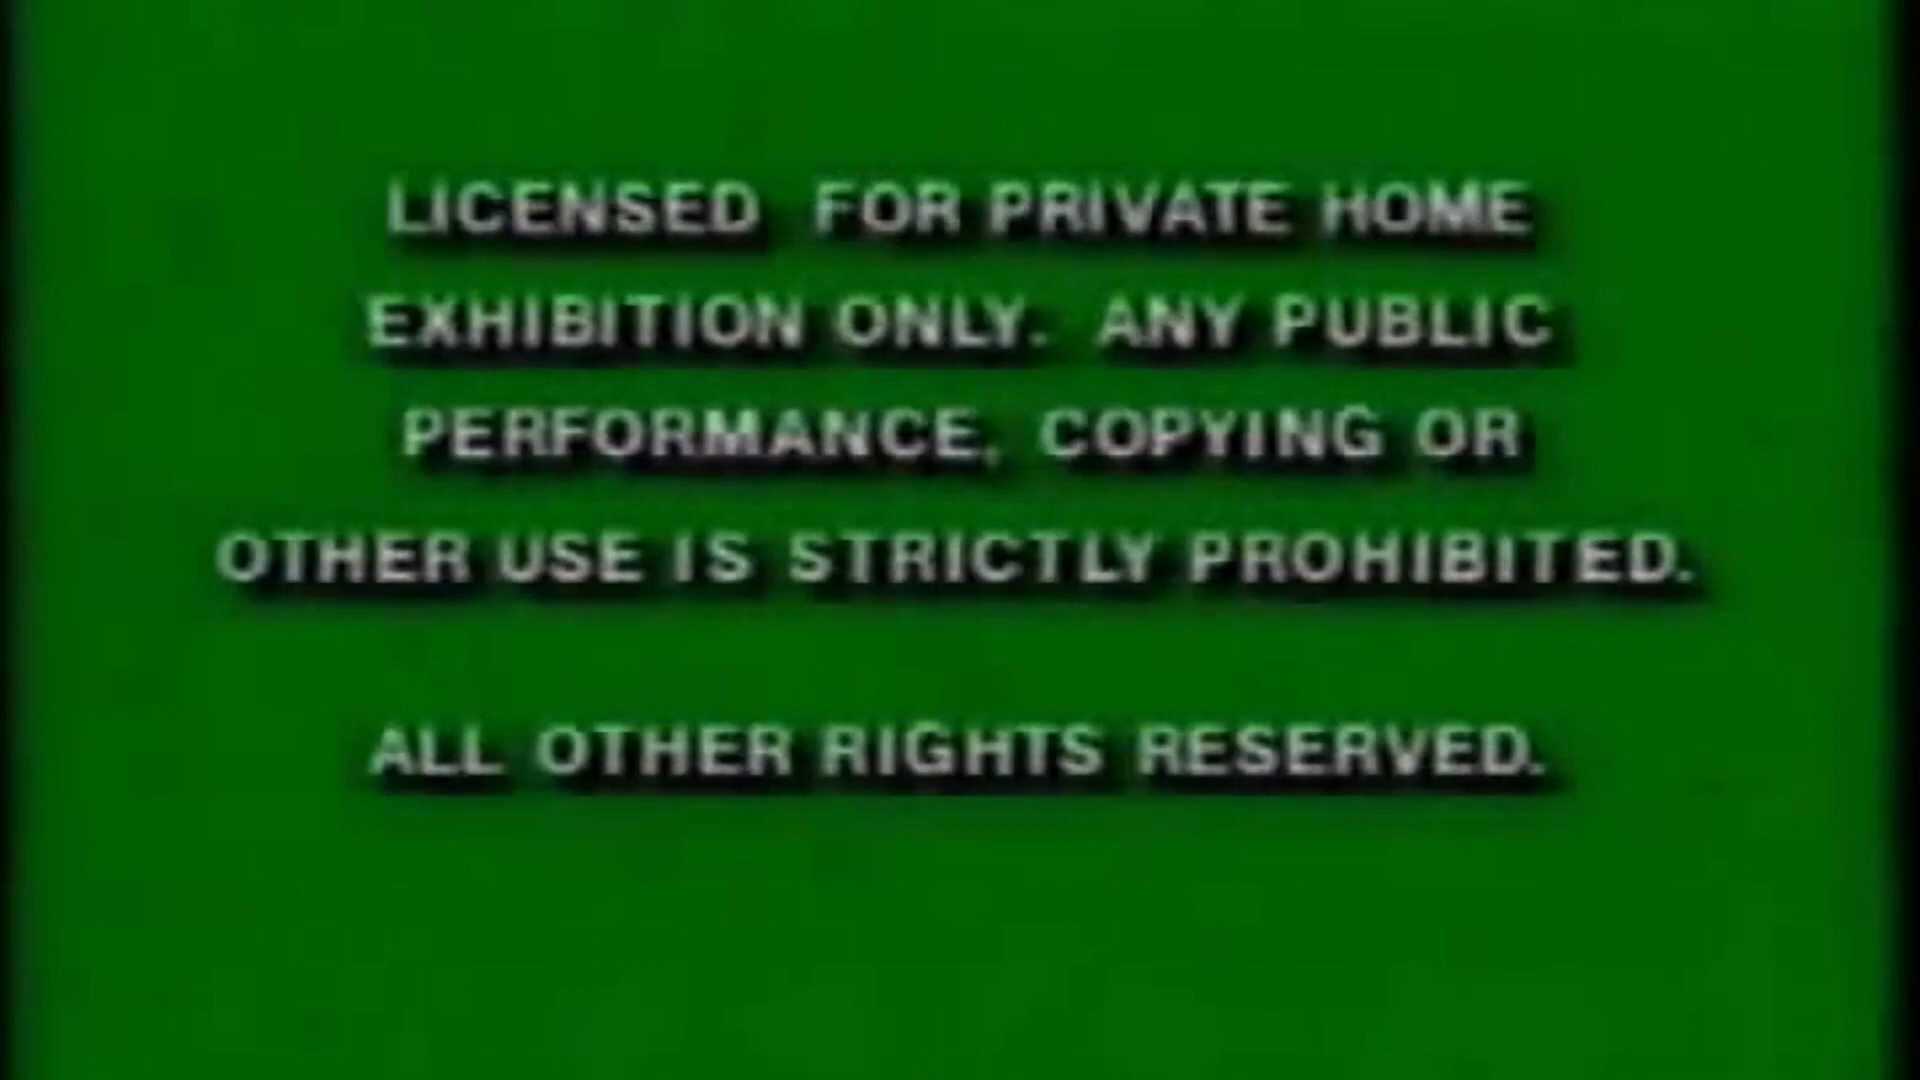 LICENSED FOR PRIVATE HOME
EXHIBITION ONLY. ANY PUBLIC
PERFORMANCE, COPYING OR
OTHER USE IS STRICTLY PROHIBITED.
ALL OTHER RIGHTS RESERVED.